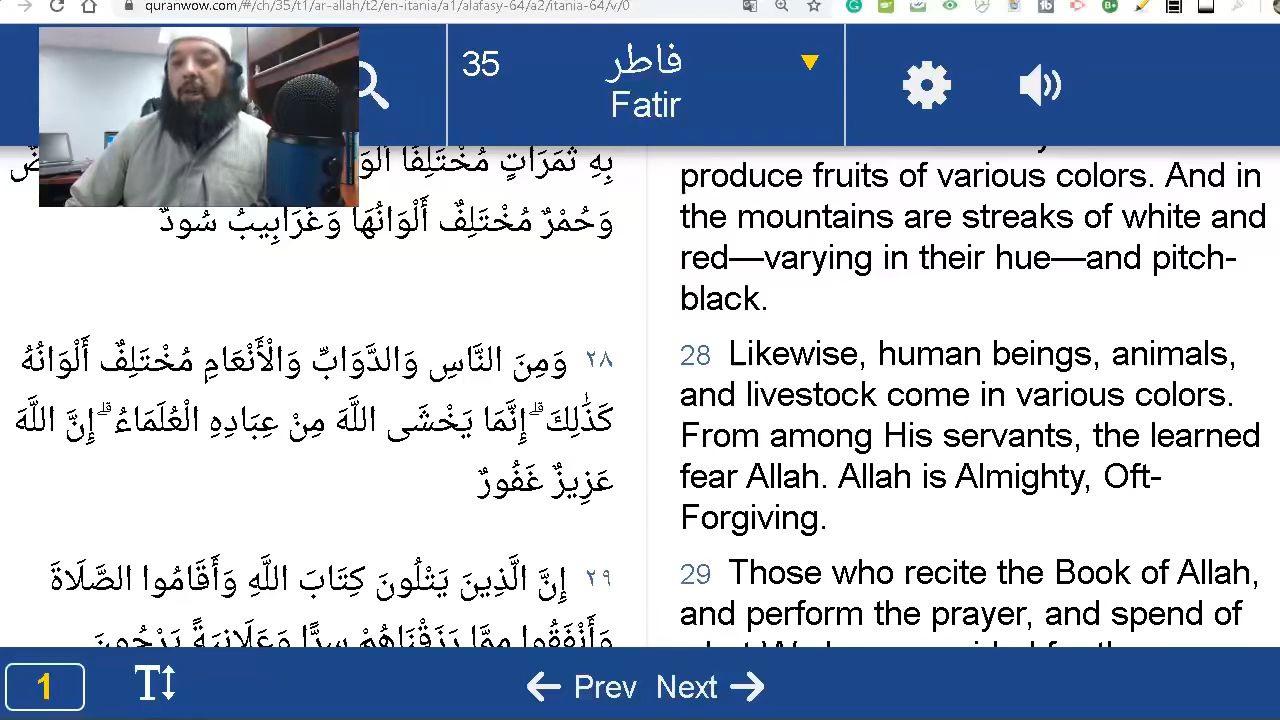 quranwow.com/#/ch/35/t1/ar-allah/t2/en-itania/a1/alafasy-64/a2/itania-64/v/0
35
فاطر
Fatir
بِهِ ثَمَرَاتٍ مُخْتَلِفًا
وَحُمْرٌ مُخْتَلِفٌ أَلْوَانُهَا وَغَرَابِيبُ سُودٌ
٢٨ وَمِنَ النَّاسِ وَالدَّوَابِّ وَالْأَنْعَامِ مُخْتَلِفٌ أَلْوَانُهُ
كَذَٰلِكَ ۗ إِنَّمَا يَخْشَى اللَّهَ مِنْ عِبَادِهِ الْعُلَمَاءُ ۗ إِنَّ اللَّهَ
عَزِيزٌ غَفُورٌ
٢٩ إِنَّ الَّذِينَ يَتْلُونَ كِتَابَ اللَّهِ وَأَقَامُوا الصَّلَاةَ
وَأَنْفَقُوا مِمَّا رَزَقْنَاهُمْ سِرًّا وَعَلَانِيَةً يَرْجُونَ
produce fruits of various colors. And in
the mountains are streaks of white and
red—varying in their hue—and pitch-
black.
28 Likewise, human beings, animals,
and livestock come in various colors.
From among His servants, the learned
fear Allah. Allah is Almighty, Oft-
Forgiving.
29 Those who recite the Book of Allah,
and perform the prayer, and spend of
1
T
Prev Next